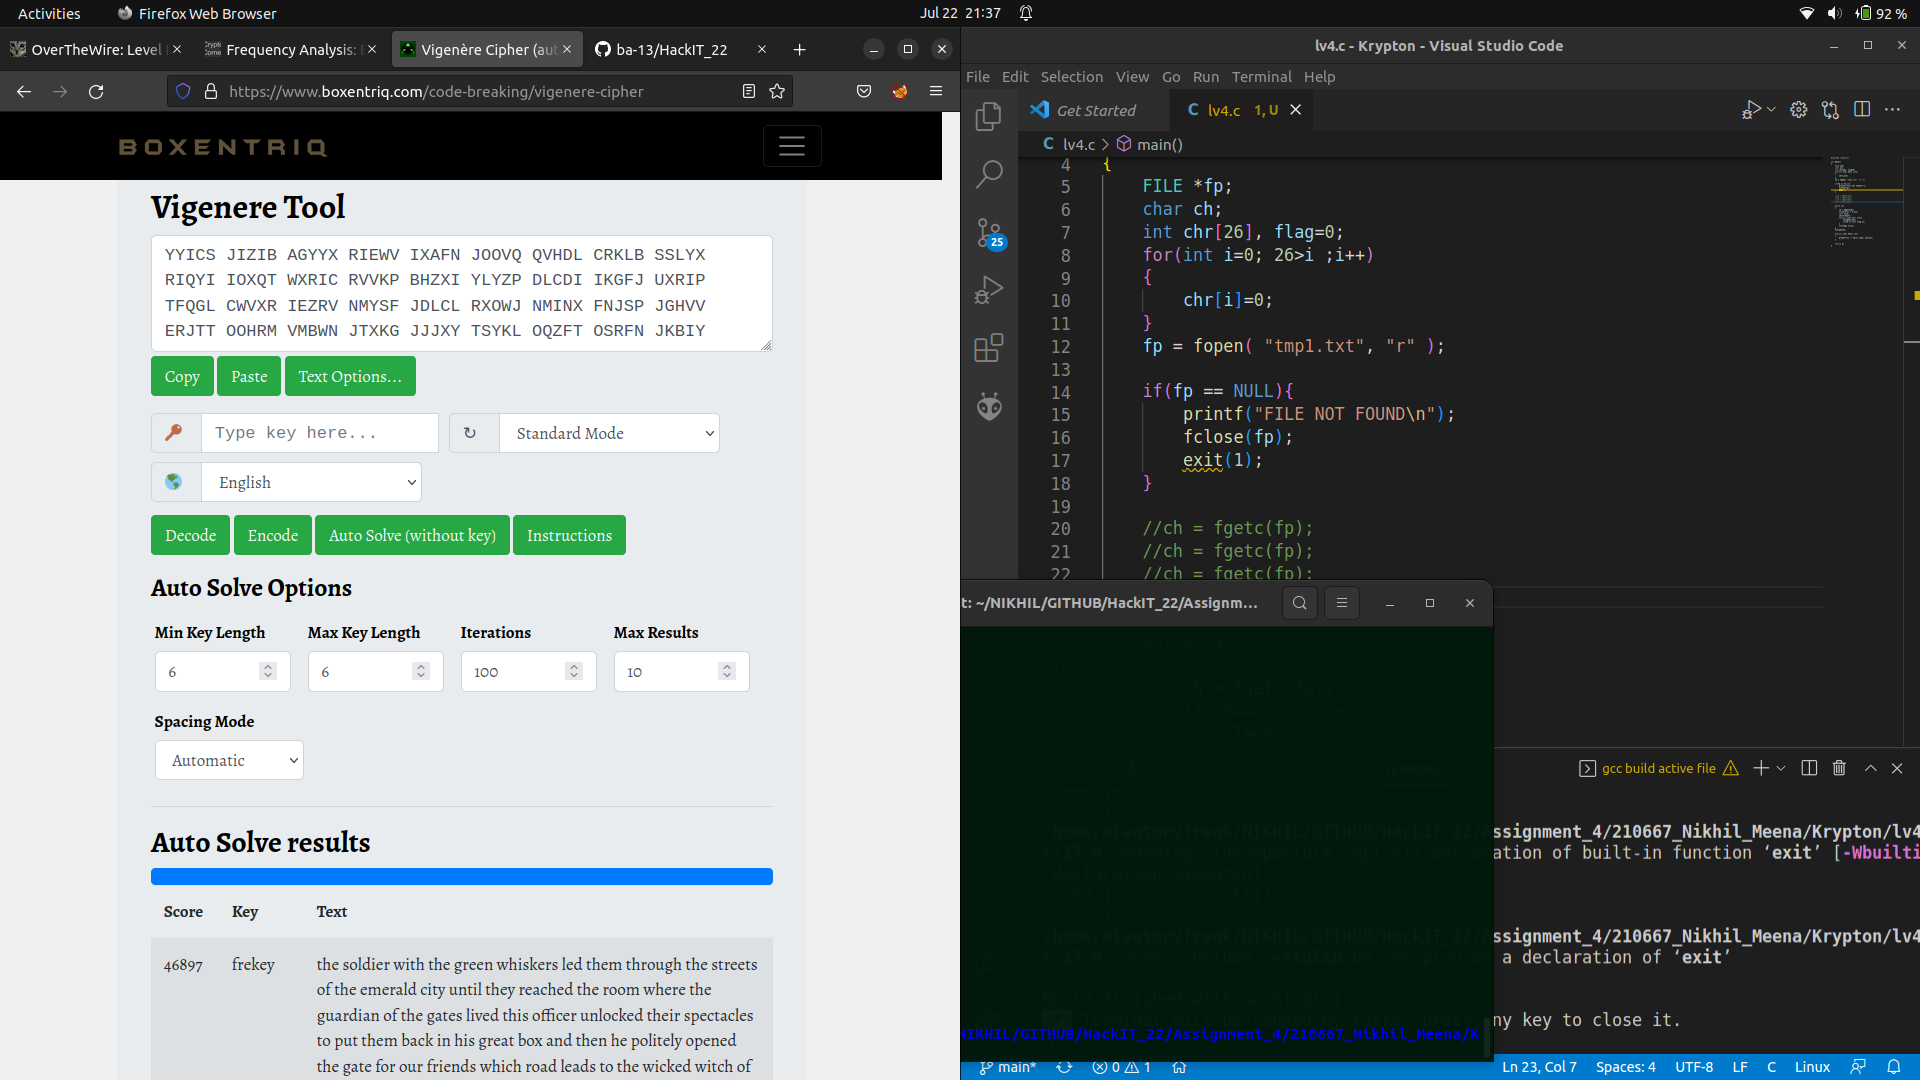 Activities
Firefox Web Browser
Jul 22 21:37
92 %
OverTheWire: Level
Frequency Analysis:
Vigenère Cipher (aut
ba-13/HackIT_22
https://www.boxentriq.com/code-breaking/vigenere-cipher
BOXENTRIQ
Vigenere Tool
YYICS JIZIB AGYYX RIEWV IXAFN JOOVQ QVHDL CRKLB SSLYX
RIQYI IOXQT WXRIC RVVKP BHZXI YLYZP DLCDI IKGFJ UXRIP
TFQGL CWVXR IEZRV NMYSF JDLCL RXOWJ NMINX FNJSP JGHVV
ERJTT OOHRM VMBWN JTXKG JJJXY TSYKL OQZFT OSRFN JKBIY
Copy
Paste
Text Options...
Type key here...
Standard Mode
English
Decode
Encode
Auto Solve (without key)
Instructions
Auto Solve Options
Min Key Length
Max Key Length
Iterations
Max Results
6
6
100
10
Spacing Mode
Automatic
Auto Solve results
Score
Key
Text
46897
frekey
the soldier with the green whiskers led them through the streets
of the emerald city until they reached the room where the
guardian of the gates lived this officer unlocked their spectacles
to put them back in his great box and then he politely opened
the gate for our friends which road leads to the wicked witch of
lv4.c - Krypton - Visual Studio Code
File Edit Selection View Go Run Terminal Help
Get Started
C lv4.c 1, U
C lv4.c > main()
25
4 {
5 FILE *fp;
6 char ch;
7 int chr[26], flag=0;
8 for(int i=0; 26>i ;i++)
9 {
10 chr[i]=0;
11 }
12 fp = fopen( "tmp1.txt", "r" );
13
14 if(fp == NULL){
15 printf("FILE NOT FOUND\n");
16 fclose(fp);
17 exit(1);
18 }
19
20 //ch = fgetc(fp);
21 //ch = fgetc(fp);
22 //ch = fgetc(fp);
t: ~/NIKHIL/GITHUB/HackIT_22/Assignm...
NIKHIL/GITHUB/HackIT_22/Assignment_4/210667_Nikhil_Meena/K
gcc build active file
ssignment_4/210667_Nikhil_Meena/Krypton/lv4
ation of built-in function ‘exit’ [-Wbuilti
ssignment_4/210667_Nikhil_Meena/Krypton/lv4
a declaration of ‘exit’
ny key to close it.
main*
0
1
Ln 23, Col 7
Spaces: 4
UTF-8
LF
C
Linux